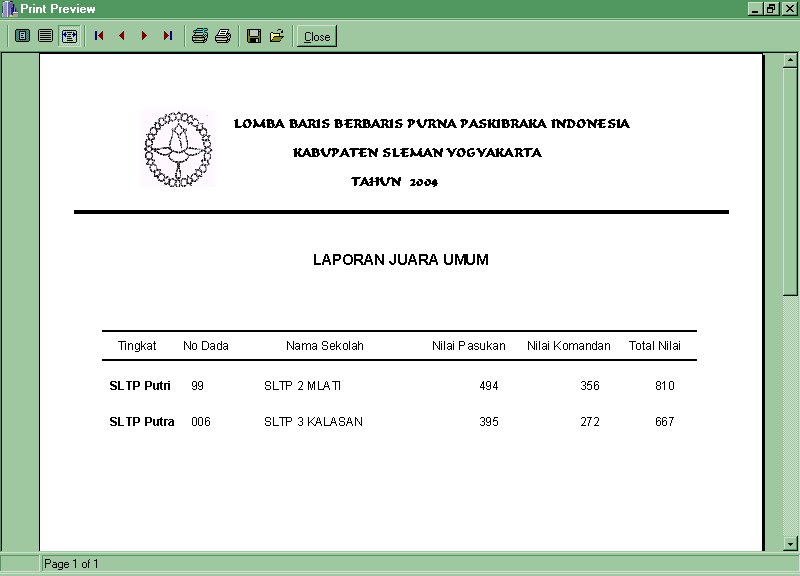 Print Preview
Close
LOMBA BARIS BERBARIS PURNA PASKIBRAKA INDONESIA
KABUPATEN SLEMAN YOGYAKARTA
TAHUN 2004
LAPORAN JUARA UMUM
Tingkat No Dada Nama Sekolah Nilai Pasukan Nilai Komandan Total Nilai
SLTP Putri 99 SLTP 2 MLATI 494 356 810
SLTP Putra 006 SLTP 3 KALASAN 395 272 667
Page 1 of 1